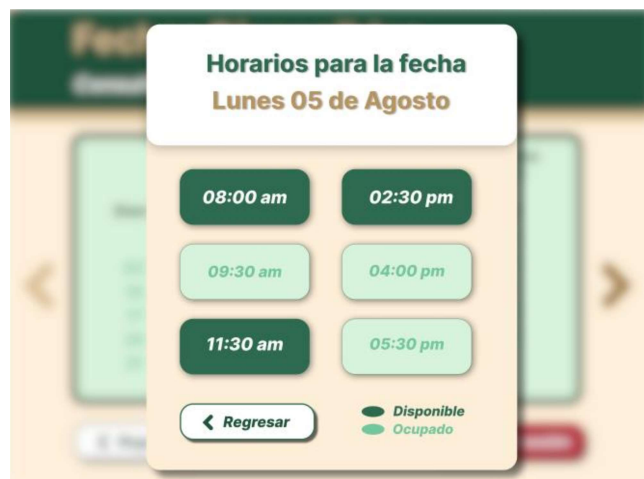 Horarios para la fecha
Lunes 05 de Agosto
08:00 am
02:30 pm
09:30 am
04:00 pm
11:30 am
05:30 pm
Regresar
Disponible
Ocupado